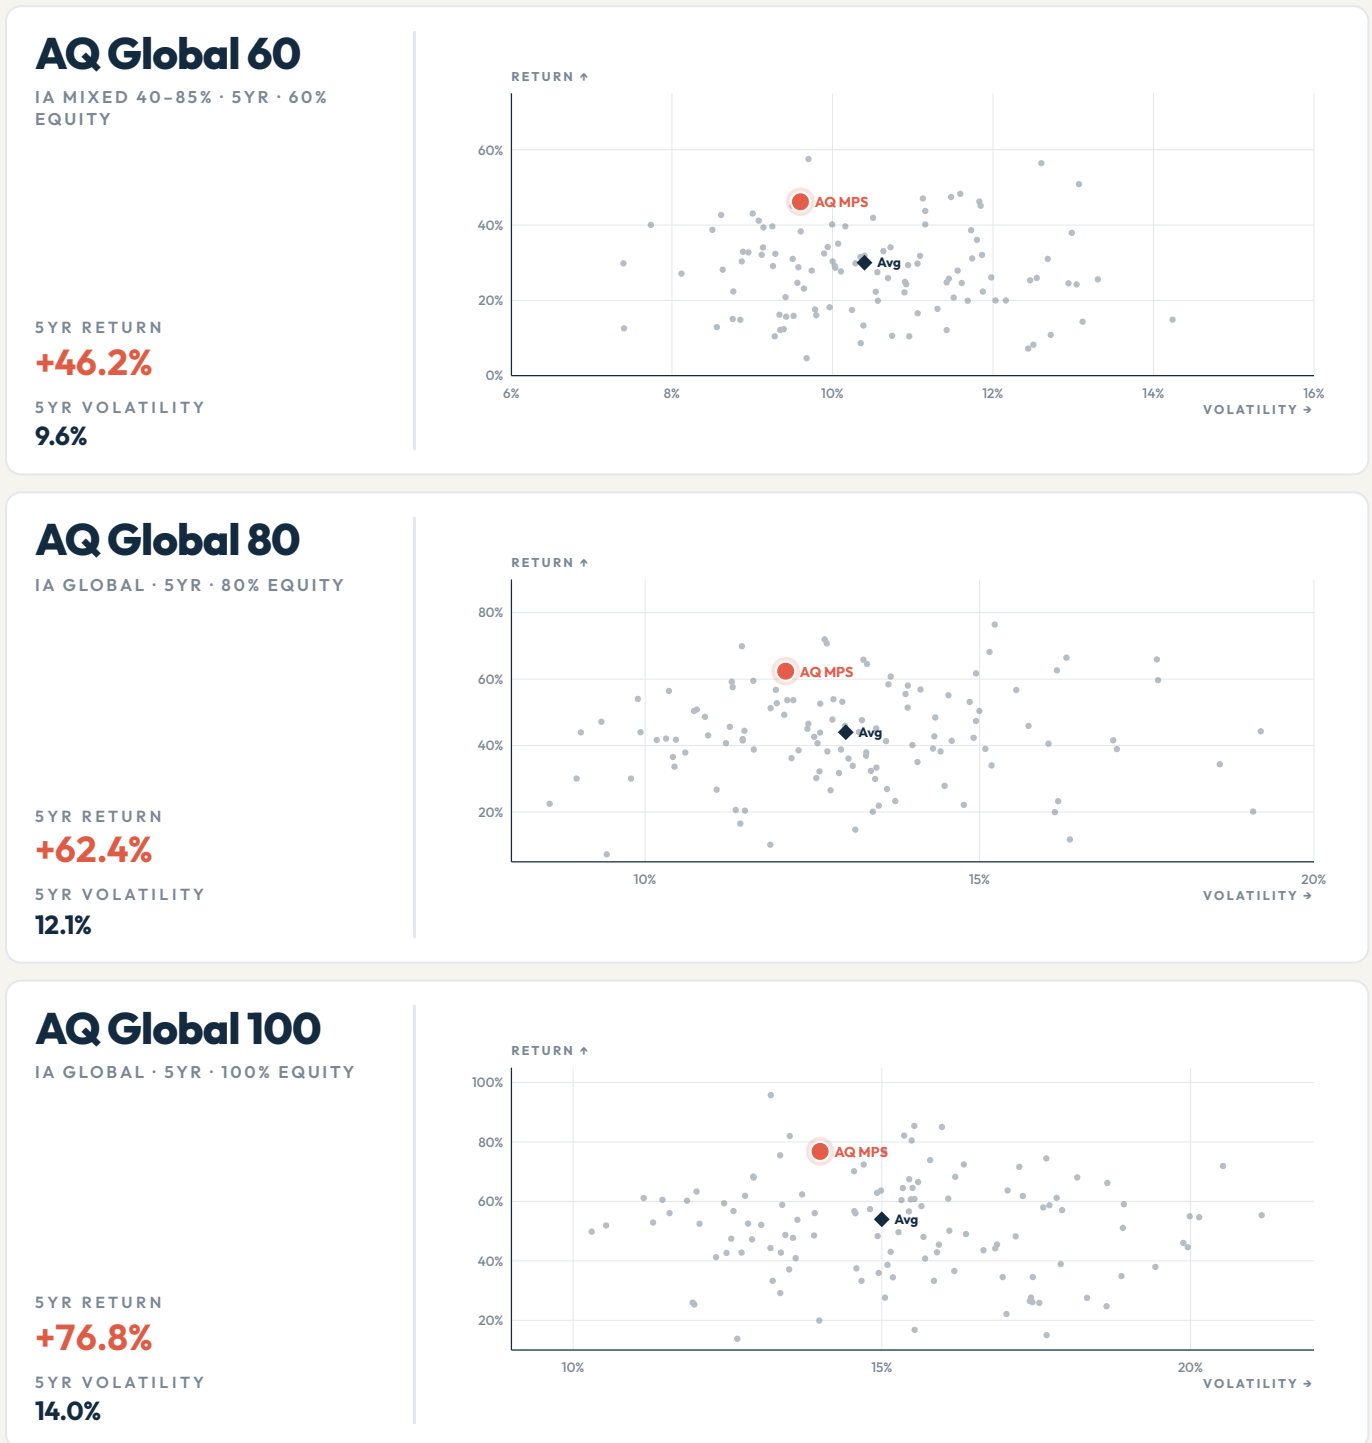 AQ Global 60
IA MIXED 40–85% · 5YR · 60%
EQUITY
5YR RETURN
+46.2%
5YR VOLATILITY
9.6%
RETURN ↑
60%
40%
20%
0%
AQ MPS
Avg
6%
8%
10%
12%
14%
16%
VOLATILITY →
AQ Global 80
IA GLOBAL · 5YR · 80% EQUITY
5YR RETURN
+62.4%
5YR VOLATILITY
12.1%
RETURN ↑
80%
60%
40%
20%
AQ MPS
Avg
10%
15%
20%
VOLATILITY →
AQ Global 100
IA GLOBAL · 5YR · 100% EQUITY
5YR RETURN
+76.8%
5YR VOLATILITY
14.0%
RETURN ↑
100%
80%
60%
40%
20%
AQ MPS
Avg
10%
15%
20%
VOLATILITY →